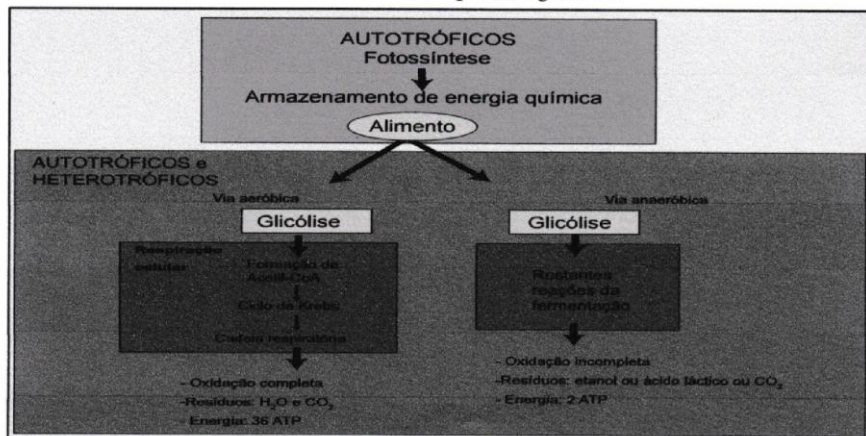 AUTOTRÓFICOS
Fotossíntese
Armazenamento de energia química
Alimento
AUTOTRÓFICOS e
HETEROTRÓFICOS
Via aeróbica
Via anaeróbica
Glicólise
Glicólise
Respiração
celular
Formação de
Acetil-CoA
Ciclo de Krebs
Cadeia respiratória
Restantes
reações da
fermentação
- Oxidação completa
-Resíduos: H₂O e CO₂
- Energia: 36 ATP
- Oxidação incompleta
-Resíduos: etanol ou ácido láctico ou CO₂
- Energia: 2 ATP